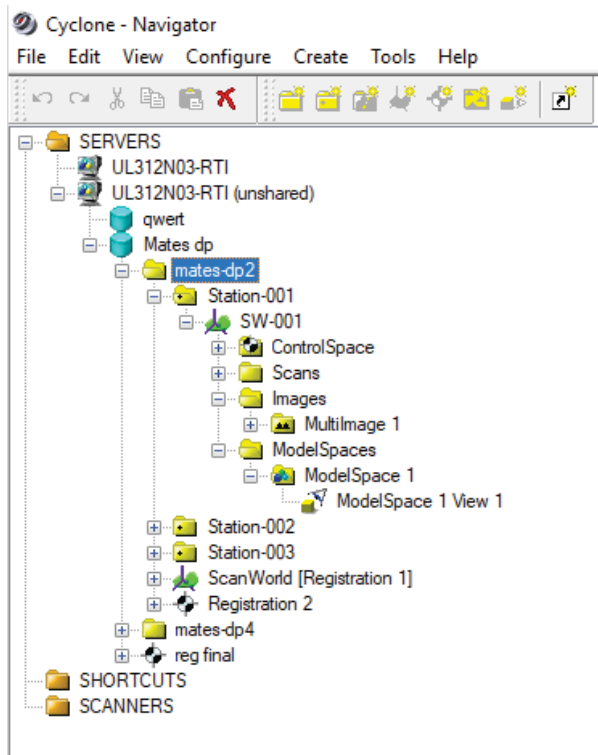 Cyclone - Navigator
File Edit View Configure Create Tools Help
SERVERS
UL312N03-RTI
UL312N03-RTI (unshared)
qwert
Mates dp
mates-dp2
Station-001
SW-001
ControlSpace
Scans
Images
MultiImage 1
ModelSpaces
ModelSpace 1
ModelSpace 1 View 1
Station-002
Station-003
ScanWorld [Registration 1]
Registration 2
mates-dp4
reg final
SHORTCUTS
SCANNERS